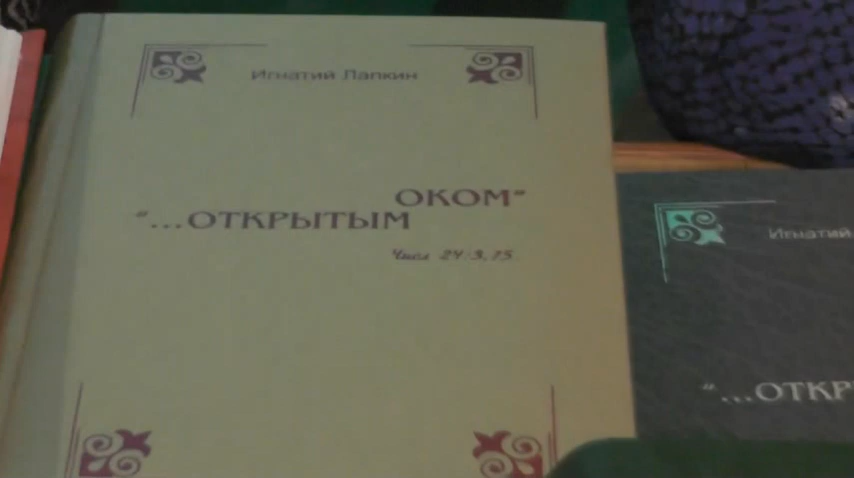 Игнатий Лапкин
ОКОМ"
"...ОТКРЫТЫМ
Числ 24:3,15.
Игнатий
"...ОТКР